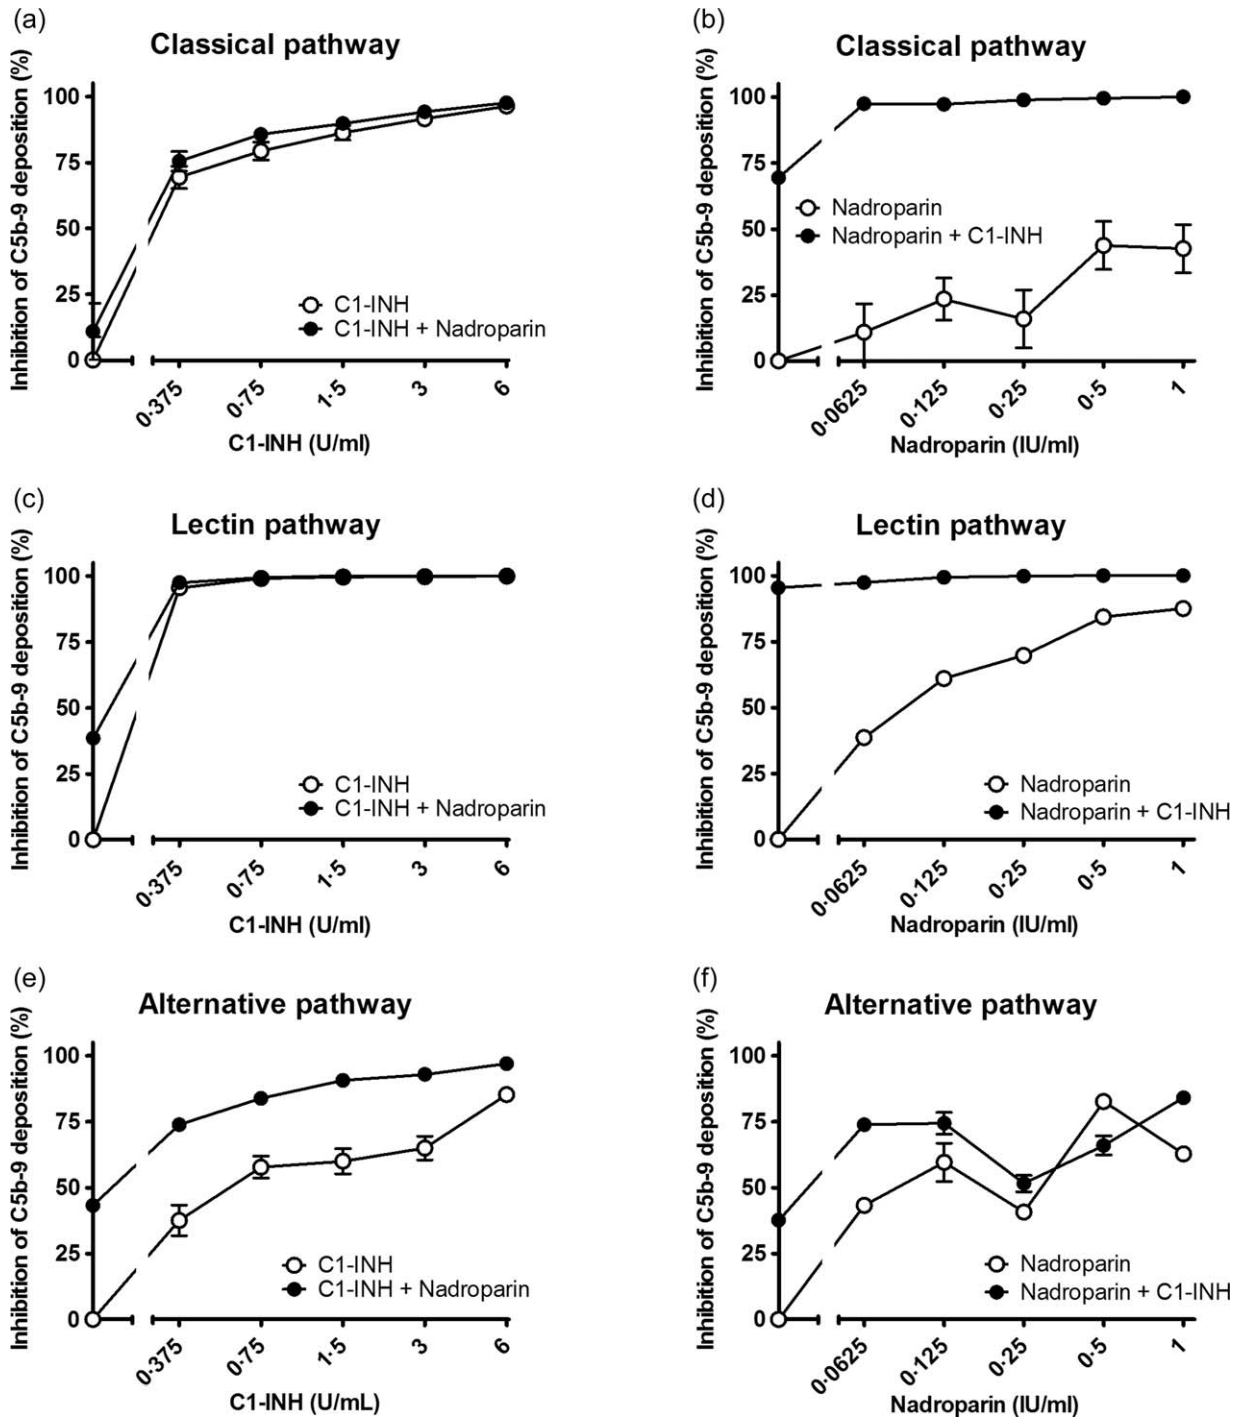 (a)
Classical pathway
Inhibition of C5b-9 deposition (%)
100
75
50
25
0
C1-INH
C1-INH + Nadroparin
0·375
0·75
1·5
3
6
C1-INH (U/ml)
(b)
Classical pathway
Inhibition of C5b-9 deposition (%)
100
75
50
25
0
Nadroparin
Nadroparin + C1-INH
0·0625
0·125
0·25
0·5
1
Nadroparin (IU/ml)
(c)
Lectin pathway
Inhibition of C5b-9 deposition (%)
100
75
50
25
0
C1-INH
C1-INH + Nadroparin
0·375
0·75
1·5
3
6
C1-INH (U/ml)
(d)
Lectin pathway
Inhibition of C5b-9 deposition (%)
100
75
50
25
0
Nadroparin
Nadroparin + C1-INH
0·0625
0·125
0·25
0·5
1
Nadroparin (IU/ml)
(e)
Alternative pathway
Inhibition of C5b-9 deposition (%)
100
75
50
25
0
C1-INH
C1-INH + Nadroparin
0·375
0·75
1·5
3
6
C1-INH (U/mL)
(f)
Alternative pathway
Inhibition of C5b-9 deposition (%)
100
75
50
25
0
Nadroparin
Nadroparin + C1-INH
0·0625
0·125
0·25
0·5
1
Nadroparin (IU/ml)